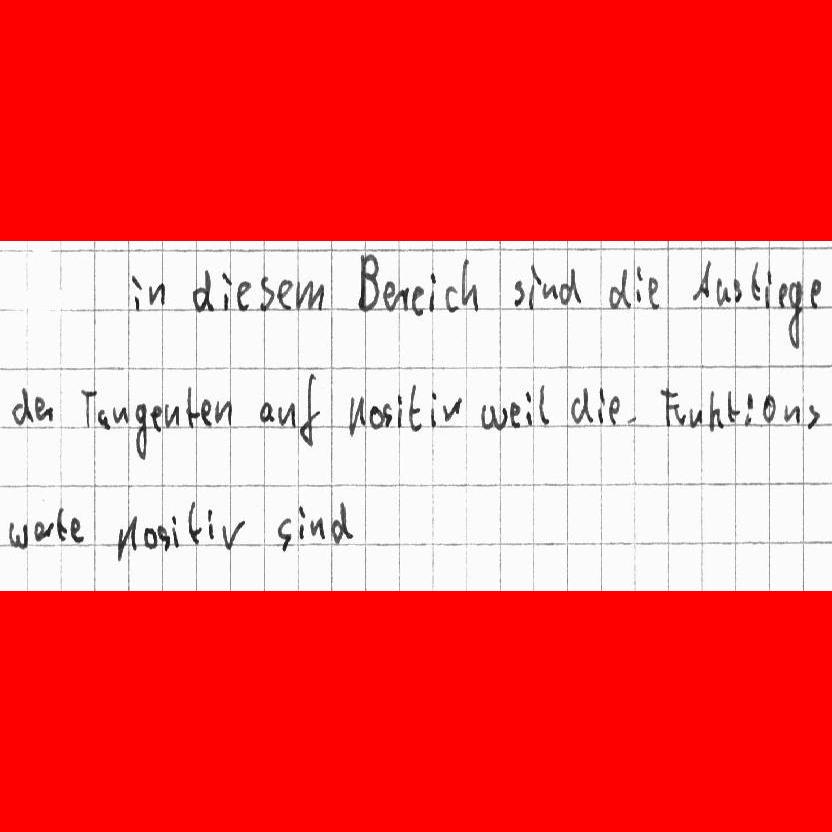 in diesem Bereich sind die Anstiege
der Tangenten auf positiv weil die Funktions
werte positiv sind